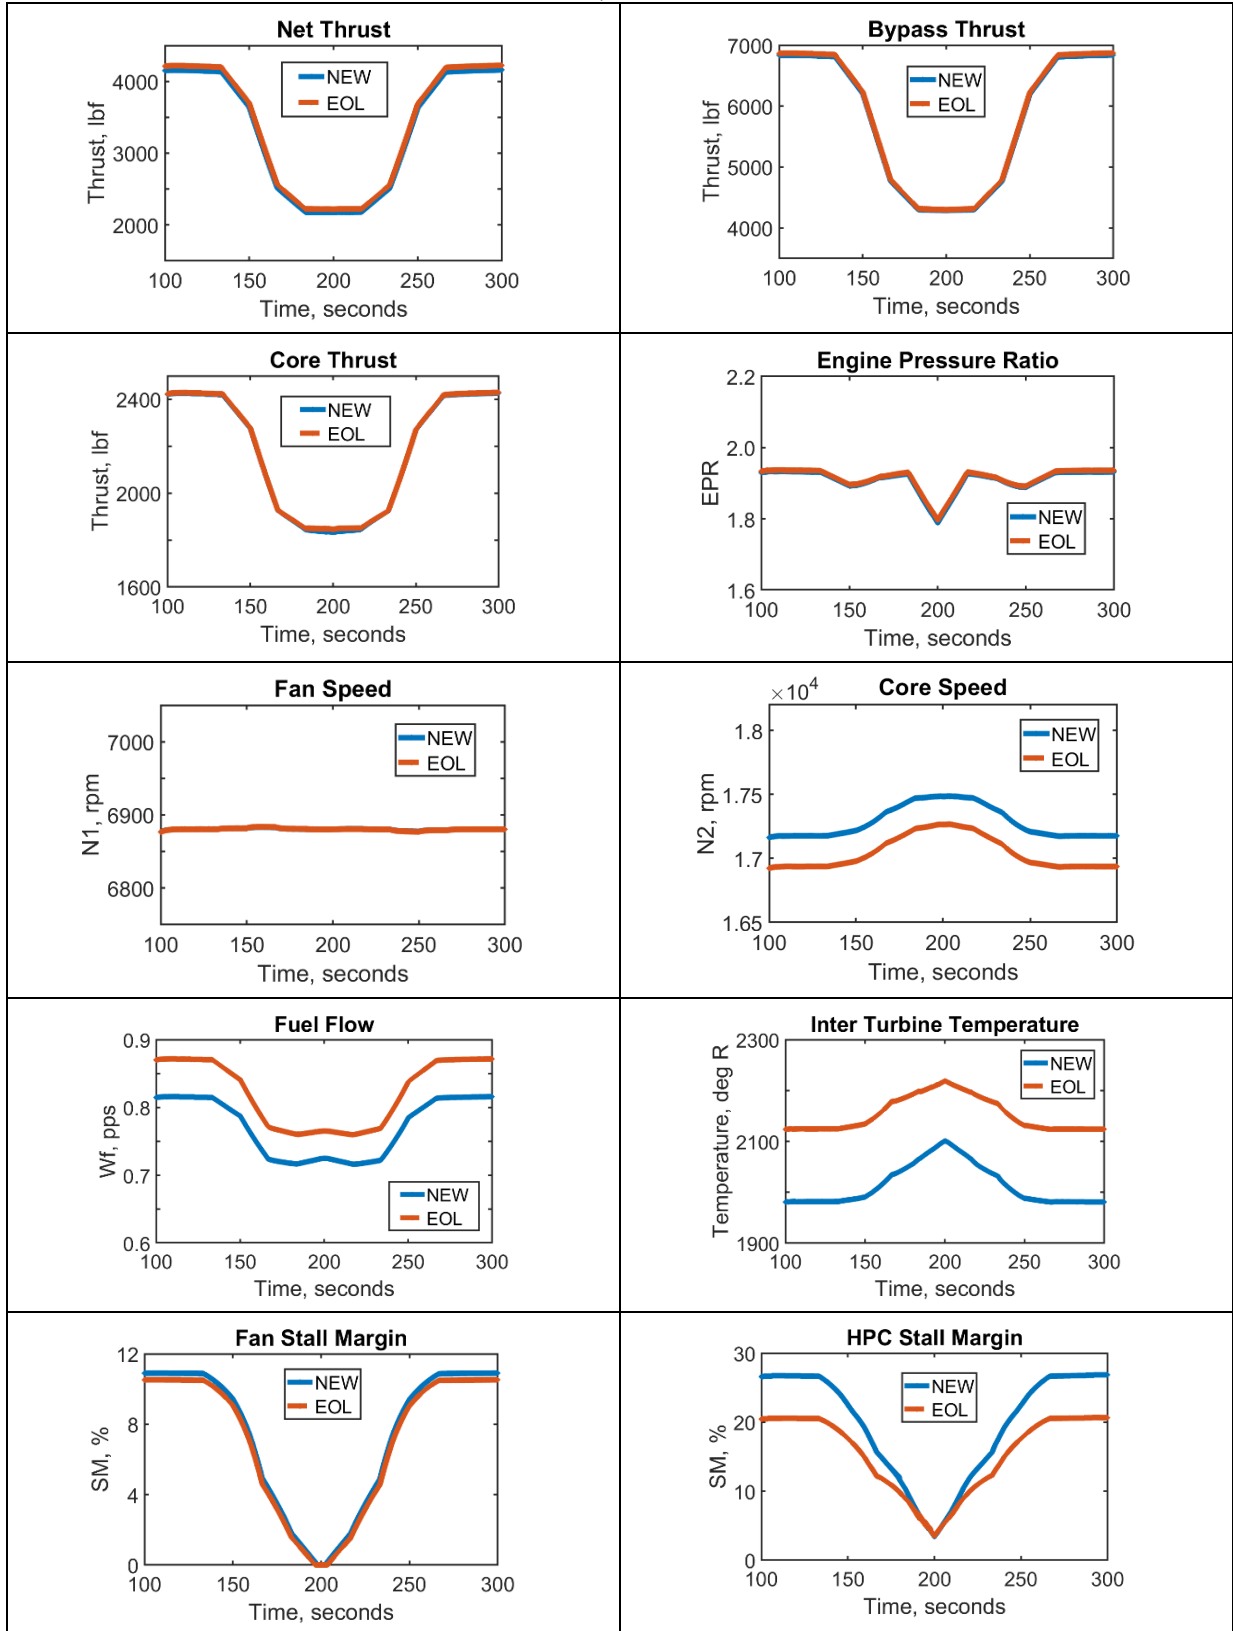 Net Thrust
Thrust, lbf
4000
3000
2000
NEW
EOL
100 150 200 250 300
Time, seconds
Bypass Thrust
Thrust, lbf
7000
6000
5000
4000
NEW
EOL
100 150 200 250 300
Time, seconds
Core Thrust
Thrust, lbf
2400
2000
1600
NEW
EOL
100 150 200 250 300
Time, seconds
Engine Pressure Ratio
EPR
2.2
2.0
1.8
1.6
NEW
EOL
100 150 200 250 300
Time, seconds
Fan Speed
N1, rpm
7000
6900
6800
NEW
EOL
100 150 200 250 300
Time, seconds
Core Speed
×10⁴
N2, rpm
1.8
1.75
1.7
1.65
NEW
EOL
100 150 200 250 300
Time, seconds
Fuel Flow
Wf, pps
0.9
0.8
0.7
0.6
NEW
EOL
100 150 200 250 300
Time, seconds
Inter Turbine Temperature
Temperature, deg R
2300
2100
1900
NEW
EOL
100 150 200 250 300
Time, seconds
Fan Stall Margin
SM, %
12
8
4
0
NEW
EOL
100 150 200 250 300
Time, seconds
HPC Stall Margin
SM, %
30
20
10
0
NEW
EOL
100 150 200 250 300
Time, seconds